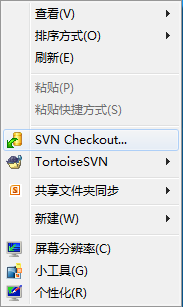 查看(V)
排序方式(O)
刷新(E)
粘贴(P)
粘贴快捷方式(S)
SVN Checkout...
TortoiseSVN
共享文件夹同步
新建(W)
屏幕分辨率(C)
小工具(G)
个性化(R)